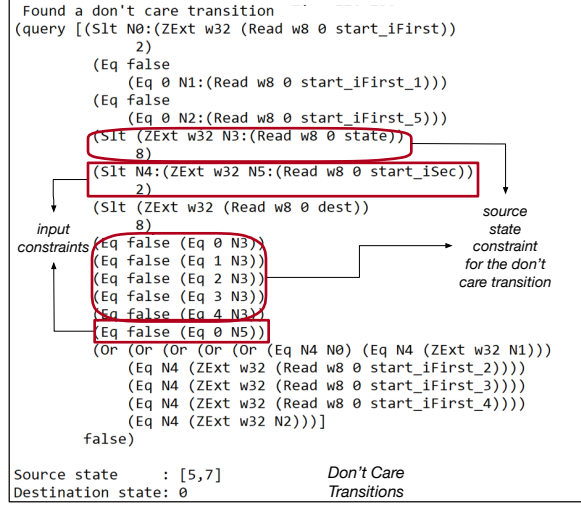 Found a don't care transition
(query [(Slt N0:(ZExt w32 (Read w8 0 start_iFirst))
2)
(Eq false
(Eq 0 N1:(Read w8 0 start_iFirst_1)))
(Eq false
(Eq 0 N2:(Read w8 0 start_iFirst_5)))
(Slt (ZExt w32 N3:(Read w8 0 state))
8)
(Slt N4:(ZExt w32 N5:(Read w8 0 start_iSec))
2)
(Slt (ZExt w32 (Read w8 0 dest))
8)
(Eq false (Eq 0 N3))
(Eq false (Eq 1 N3))
(Eq false (Eq 2 N3))
(Eq false (Eq 3 N3))
(Eq false (Eq 4 N3))
(Eq false (Eq 0 N5))
(Or (Or (Or (Or (Or (Eq N4 N0) (Eq N4 (ZExt w32 N1)))
(Eq N4 (ZExt w32 (Read w8 0 start_iFirst_2))))
(Eq N4 (ZExt w32 (Read w8 0 start_iFirst_3))))
(Eq N4 (ZExt w32 (Read w8 0 start_iFirst_4))))
(Eq N4 (ZExt w32 N2)))]
false)
input
constraints
source
state
constraint
for the don't
care transition
Source state : [5,7]
Destination state: 0
Don't Care
Transitions